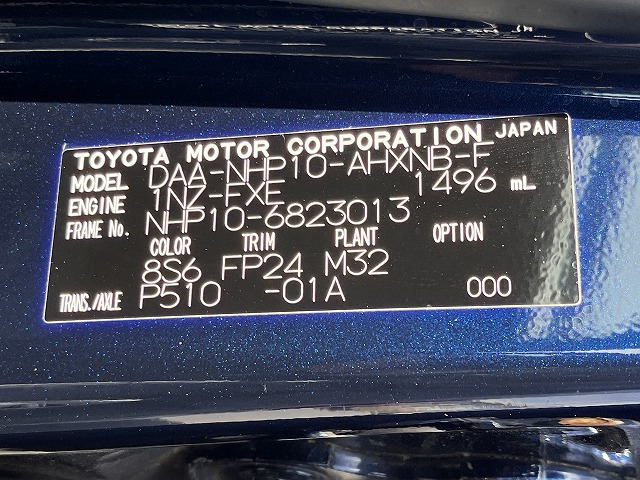 TOYOTA MOTOR CORPORATION JAPAN
MODEL DAA-NHP10-AHXNB-F
ENGINE 1NZ-FXE 1496 mL
FRAME No. NHP10-6823013
COLOR TRIM PLANT OPTION
8S6 FP24 M32
TRANS./AXLE P510 -01A 000